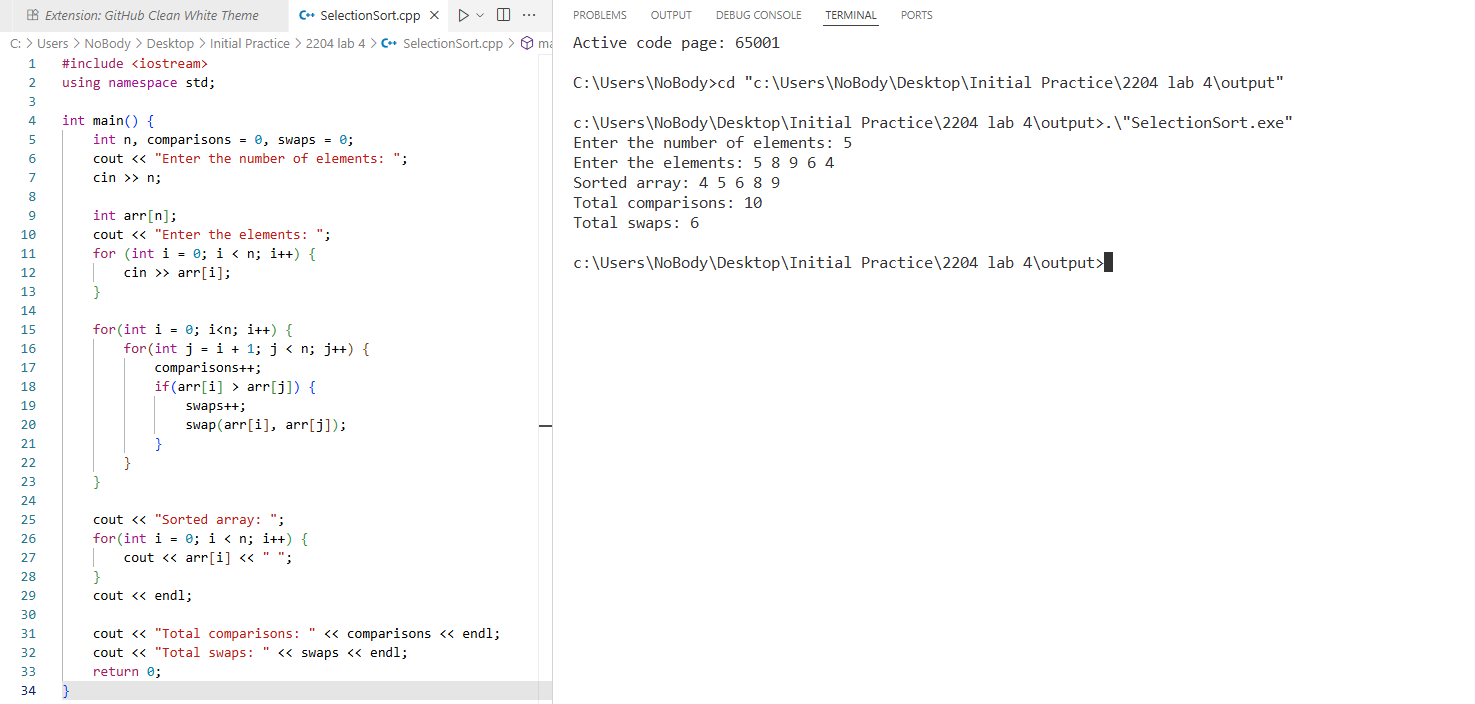 Extension: GitHub Clean White Theme
C++ SelectionSort.cpp ×
C: > Users > NoBody > Desktop > Initial Practice > 2204 lab 4 > C++ SelectionSort.cpp > ma
1 #include <iostream>
2 using namespace std;
3
4 int main() {
5     int n, comparisons = 0, swaps = 0;
6     cout << "Enter the number of elements: ";
7     cin >> n;
8
9     int arr[n];
10     cout << "Enter the elements: ";
11     for (int i = 0; i < n; i++) {
12         cin >> arr[i];
13     }
14
15     for(int i = 0; i<n; i++) {
16         for(int j = i + 1; j < n; j++) {
17             comparisons++;
18             if(arr[i] > arr[j]) {
19                 swaps++;
20                 swap(arr[i], arr[j]);
21             }
22         }
23     }
24
25     cout << "Sorted array: ";
26     for(int i = 0; i < n; i++) {
27         cout << arr[i] << " ";
28     }
29     cout << endl;
30
31     cout << "Total comparisons: " << comparisons << endl;
32     cout << "Total swaps: " << swaps << endl;
33     return 0;
34 }
PROBLEMS OUTPUT DEBUG CONSOLE TERMINAL PORTS
Active code page: 65001
C:\Users\NoBody>cd "c:\Users\NoBody\Desktop\Initial Practice\2204 lab 4\output"
c:\Users\NoBody\Desktop\Initial Practice\2204 lab 4\output>.\"SelectionSort.exe"
Enter the number of elements: 5
Enter the elements: 5 8 9 6 4
Sorted array: 4 5 6 8 9
Total comparisons: 10
Total swaps: 6
c:\Users\NoBody\Desktop\Initial Practice\2204 lab 4\output>